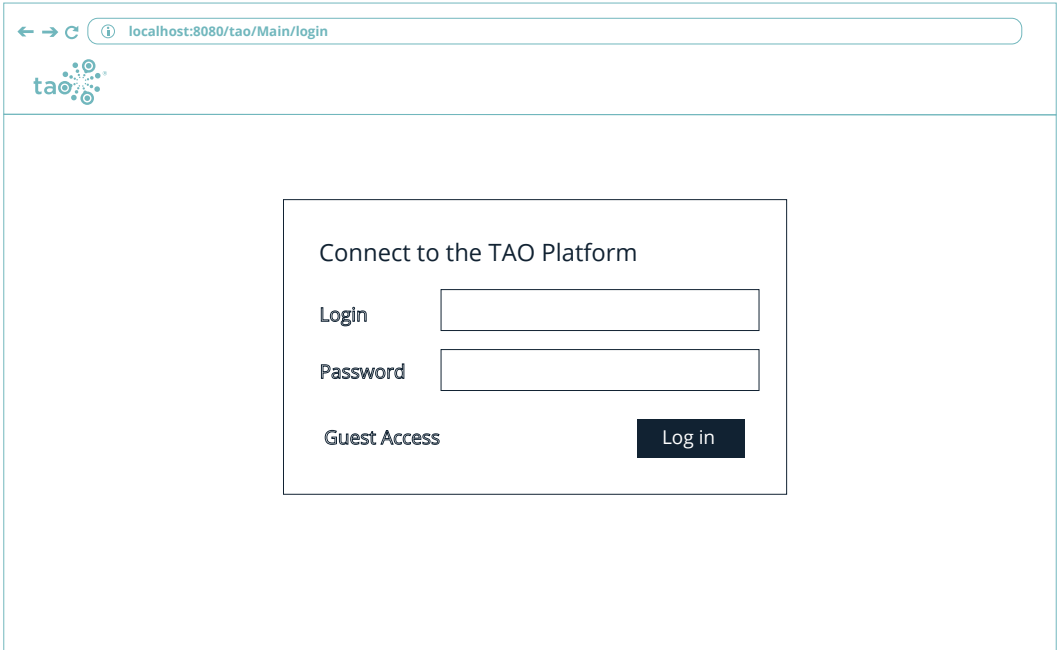 localhost:8080/tao/Main/login
tao
Connect to the TAO Platform
Login
Password
Guest Access
Log in